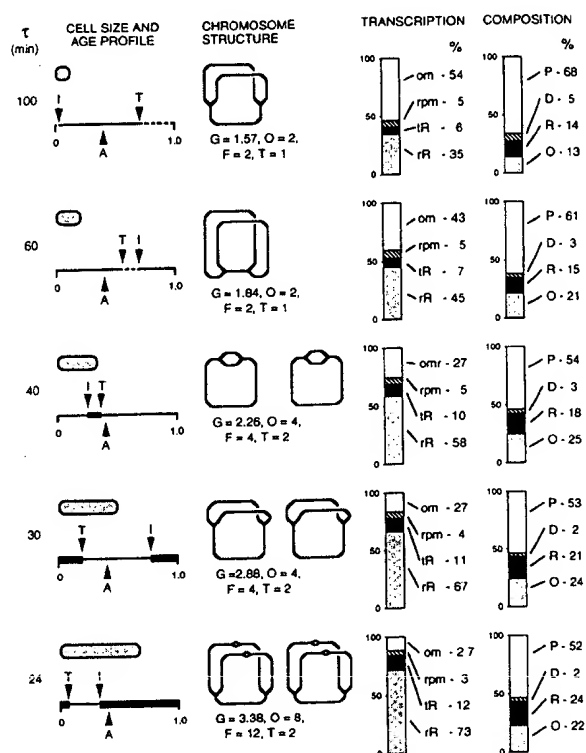 τ (min)
CELL SIZE AND AGE PROFILE
CHROMOSOME STRUCTURE
TRANSCRIPTION
%
COMPOSITION
%
100
I
T
0
A
1.0
G = 1.57, O = 2,
F = 2, T = 1
100
50
0
om - 54
rpm - 5
tR - 6
rR - 35
100
50
0
P - 68
D - 5
R - 14
O - 13
60
T
I
0
A
1.0
G = 1.84, O = 2,
F = 2, T = 1
100
50
0
om - 43
rpm - 5
tR - 7
rR - 45
100
50
0
P - 61
D - 3
R - 15
O - 21
40
I
T
0
A
1.0
G = 2.26, O = 4,
F = 4, T = 2
100
50
0
omr - 27
rpm - 5
tR - 10
rR - 58
100
50
0
P - 54
D - 3
R - 18
O - 25
30
T
I
0
A
1.0
G =2.88, O = 4,
F = 4, T = 2
100
50
0
om - 27
rpm - 4
tR - 11
rR - 67
100
50
0
P - 53
D - 2
R - 21
O - 24
24
T
I
0
A
1.0
G = 3.38, O = 8,
F = 12, T = 2
100
50
0
om - 2 7
rpm - 3
tR - 12
rR - 73
100
50
0
P - 52
D - 2
R - 24
O - 22